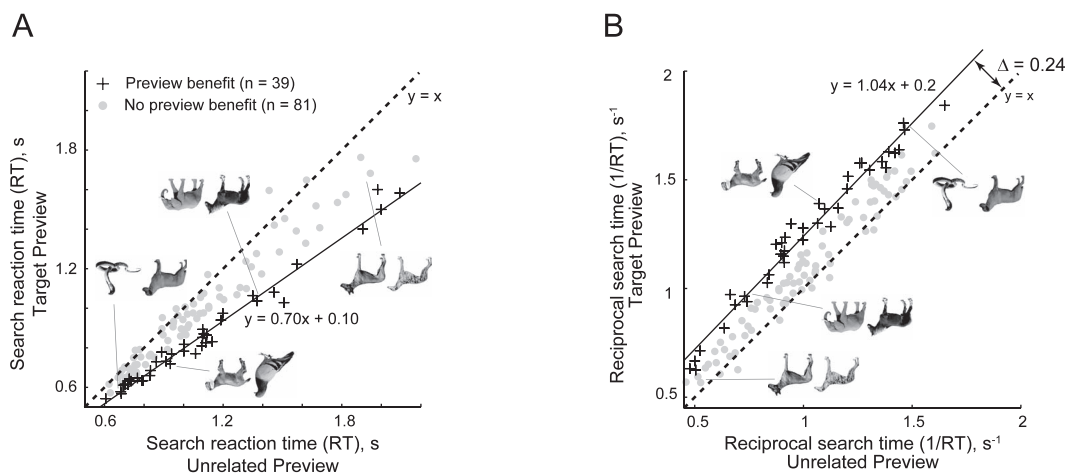 A
Search reaction time (RT), s
Target Preview
1.8
1.2
0.6
Preview benefit (n = 39)
No preview benefit (n = 81)
y = x
y = 0.70x + 0.10
0.6 1.2 1.8
Search reaction time (RT), s
Unrelated Preview
B
Reciprocal search time (1/RT), s⁻¹
Target Preview
2
1.5
1
0.5
y = 1.04x + 0.2
Δ = 0.24
y = x
0.5 1 1.5 2
Reciprocal search time (1/RT), s⁻¹
Unrelated Preview